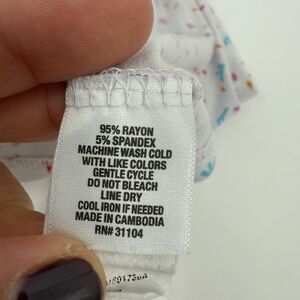 95% RAYON
5% SPANDEX
MACHINE WASH COLD
WITH LIKE COLORS
GENTLE CYCLE
DO NOT BLEACH
LINE DRY
COOL IRON IF NEEDED
MADE IN CAMBODIA
RN# 31104